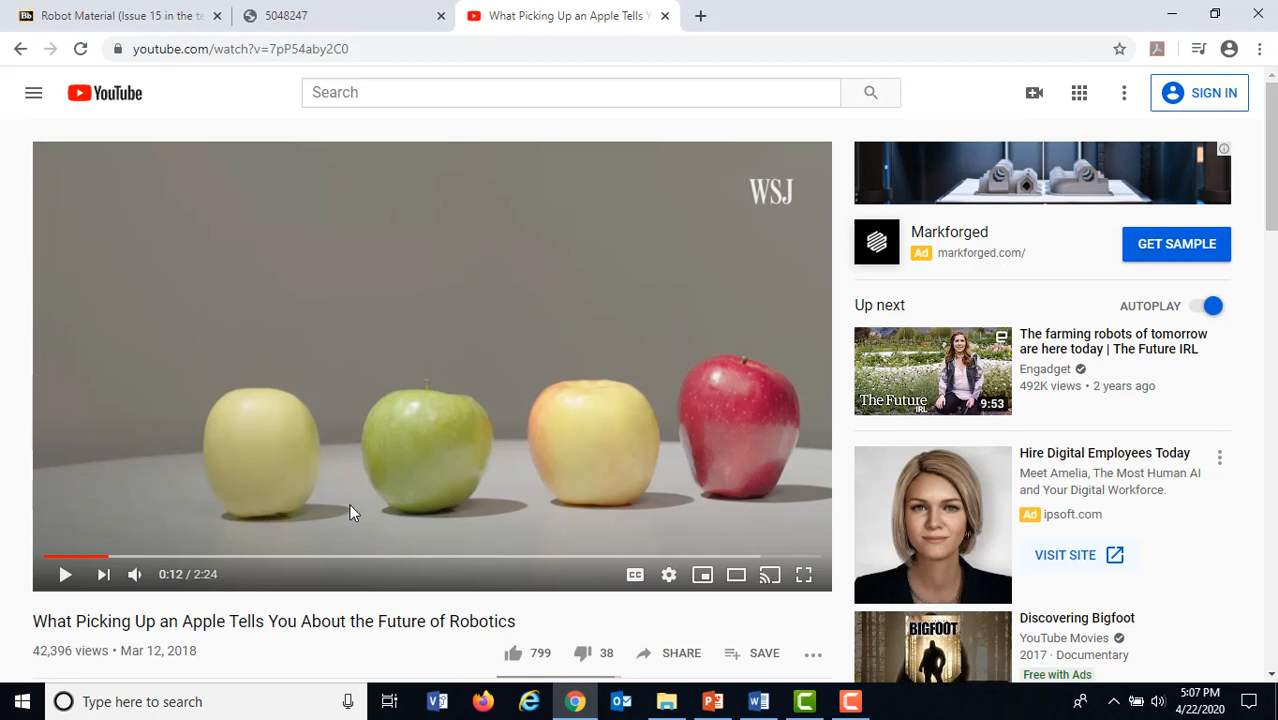 Robot Material (Issue 15 in the te
5048247
What Picking Up an Apple Tells Y
youtube.com/watch?v=7pP54aby2C0
YouTube
Search
SIGN IN
WSJ
Markforged
Ad markforged.com/
GET SAMPLE
Up next
AUTOPLAY
The farming robots of tomorrow
are here today | The Future IRL
Engadget
492K views • 2 years ago
The Future
IRL
9:53
Hire Digital Employees Today
Meet Amelia, The Most Human AI
and Your Digital Workforce.
Ad ipsoft.com
VISIT SITE
0:12 / 2:24
CC
What Picking Up an Apple Tells You About the Future of Robotics
42,396 views • Mar 12, 2018
799
38
SHARE
SAVE
BIGFOOT
Discovering Bigfoot
YouTube Movies
2017 · Documentary
Free with Ads
Type here to search
5:07 PM
4/22/2020